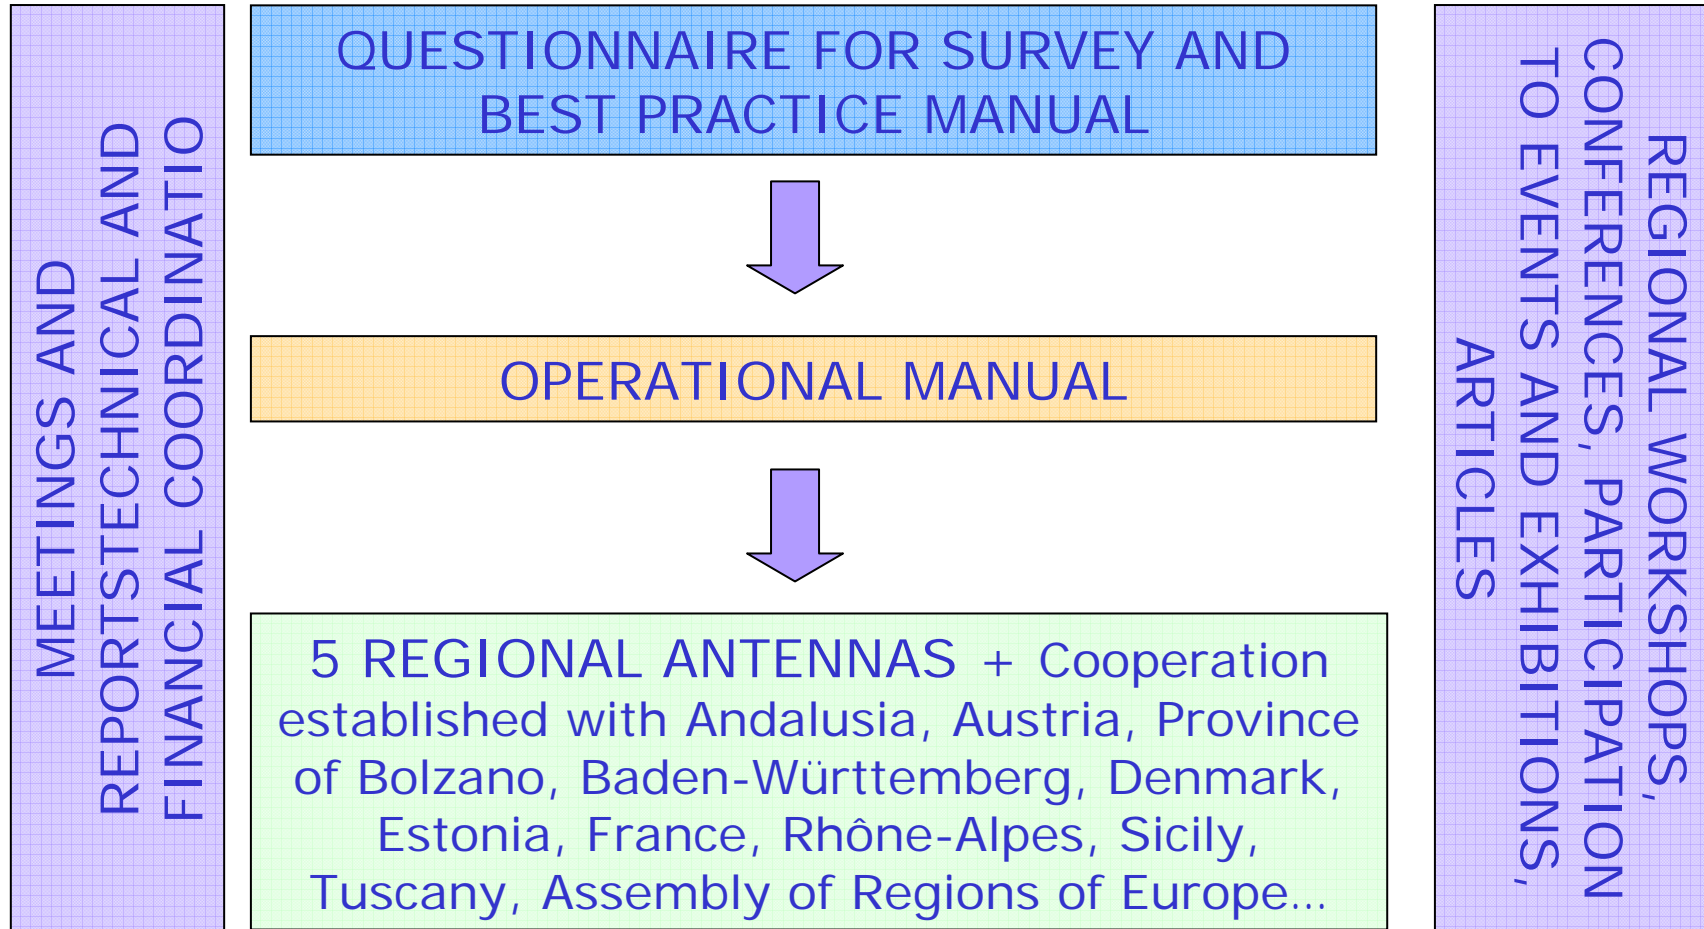 MEETINGS AND
REPORTSTECHNICAL AND
FINANCIAL COORDINATIO
QUESTIONNAIRE FOR SURVEY AND
BEST PRACTICE MANUAL
OPERATIONAL MANUAL
5 REGIONAL ANTENNAS + Cooperation
established with Andalusia, Austria, Province
of Bolzano, Baden-Württemberg, Denmark,
Estonia, France, Rhône-Alpes, Sicily,
Tuscany, Assembly of Regions of Europe...
REGIONAL WORKSHOPS,
CONFERENCES, PARTICIPATION
TO EVENTS AND EXHIBITIONS,
ARTICLES